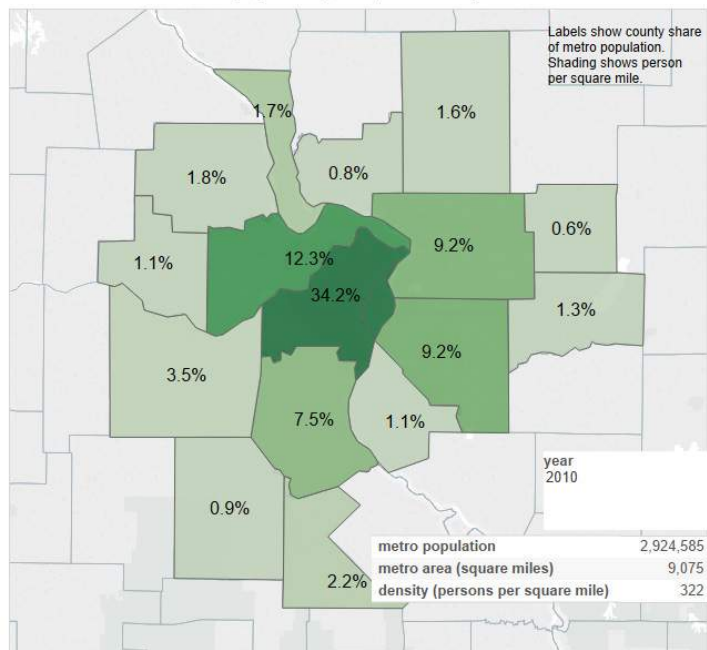 Labels show county share
of metro population.
Shading shows person
per square mile.
1.7%
1.6%
1.8%
0.8%
0.6%
9.2%
12.3%
1.1%
34.2%
1.3%
9.2%
3.5%
7.5%
1.1%
year
2010
0.9%
metro population 2,924,585
metro area (square miles) 9,075
density (persons per square mile) 322
2.2%